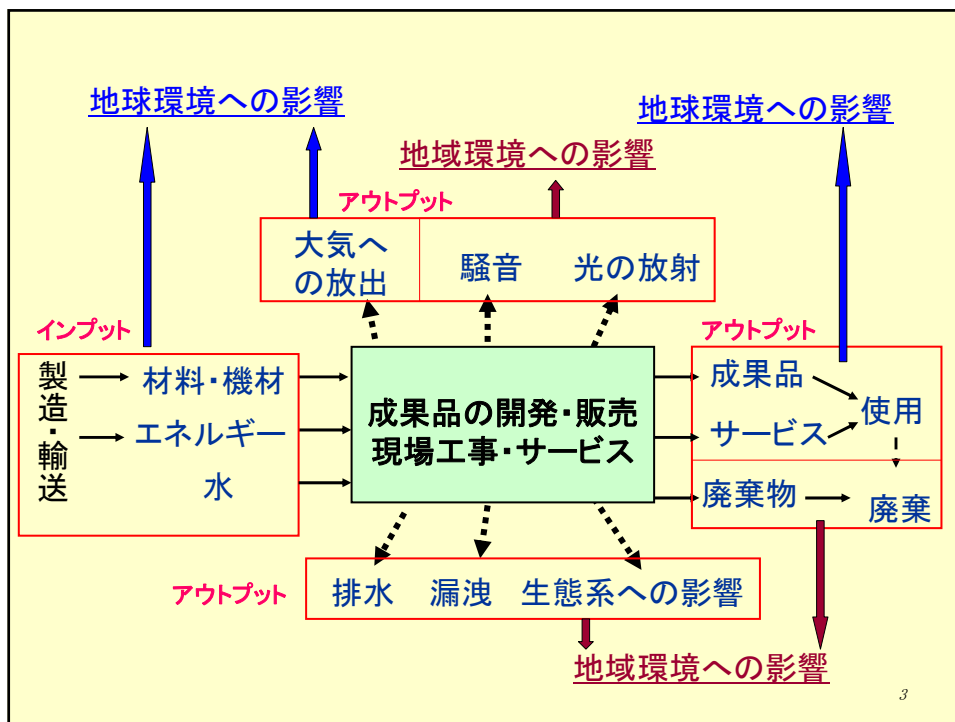 地球環境への影響
地球環境への影響
地域環境への影響
アウトプット
大気へ
の放出
騒音
光の放射
インプット
アウトプット
製造・輸送
材料・機材
エネルギー
水
成果品の開発・販売
現場工事・サービス
成果品
サービス
使用
廃棄物
廃棄
アウトプット
排水 漏洩 生態系への影響
地域環境への影響
3